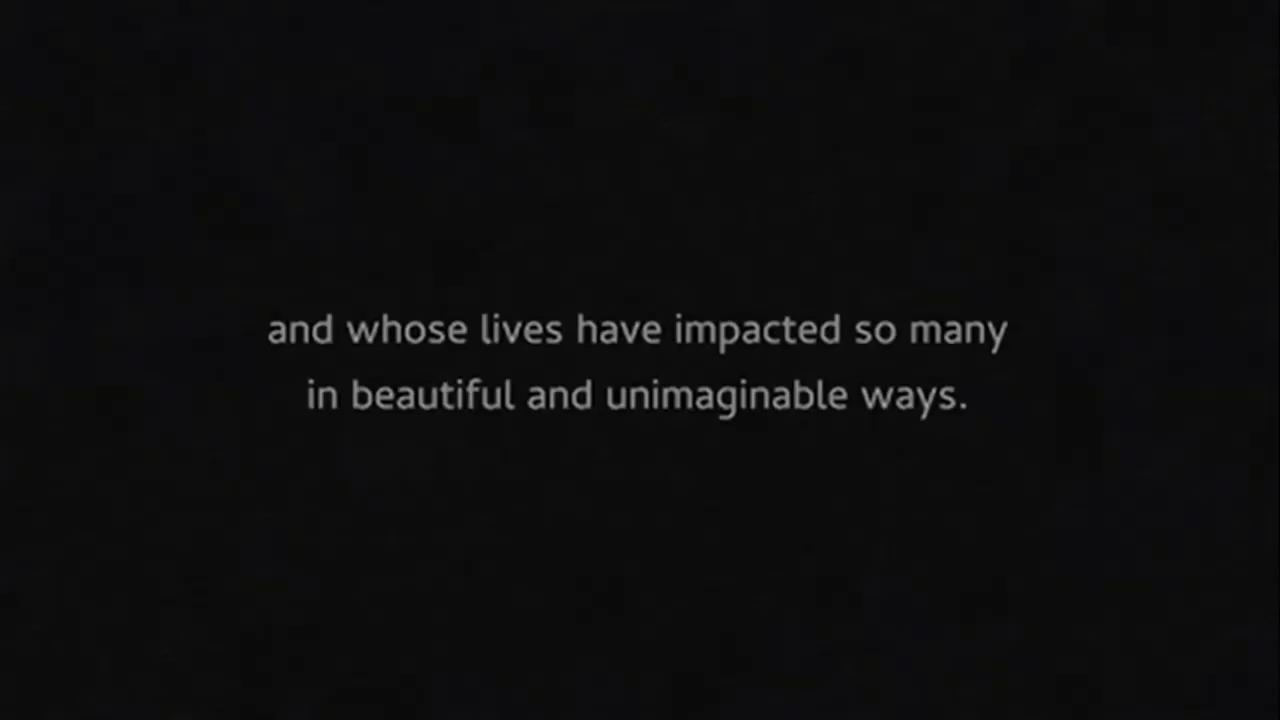 and whose lives have impacted so many
in beautiful and unimaginable ways.